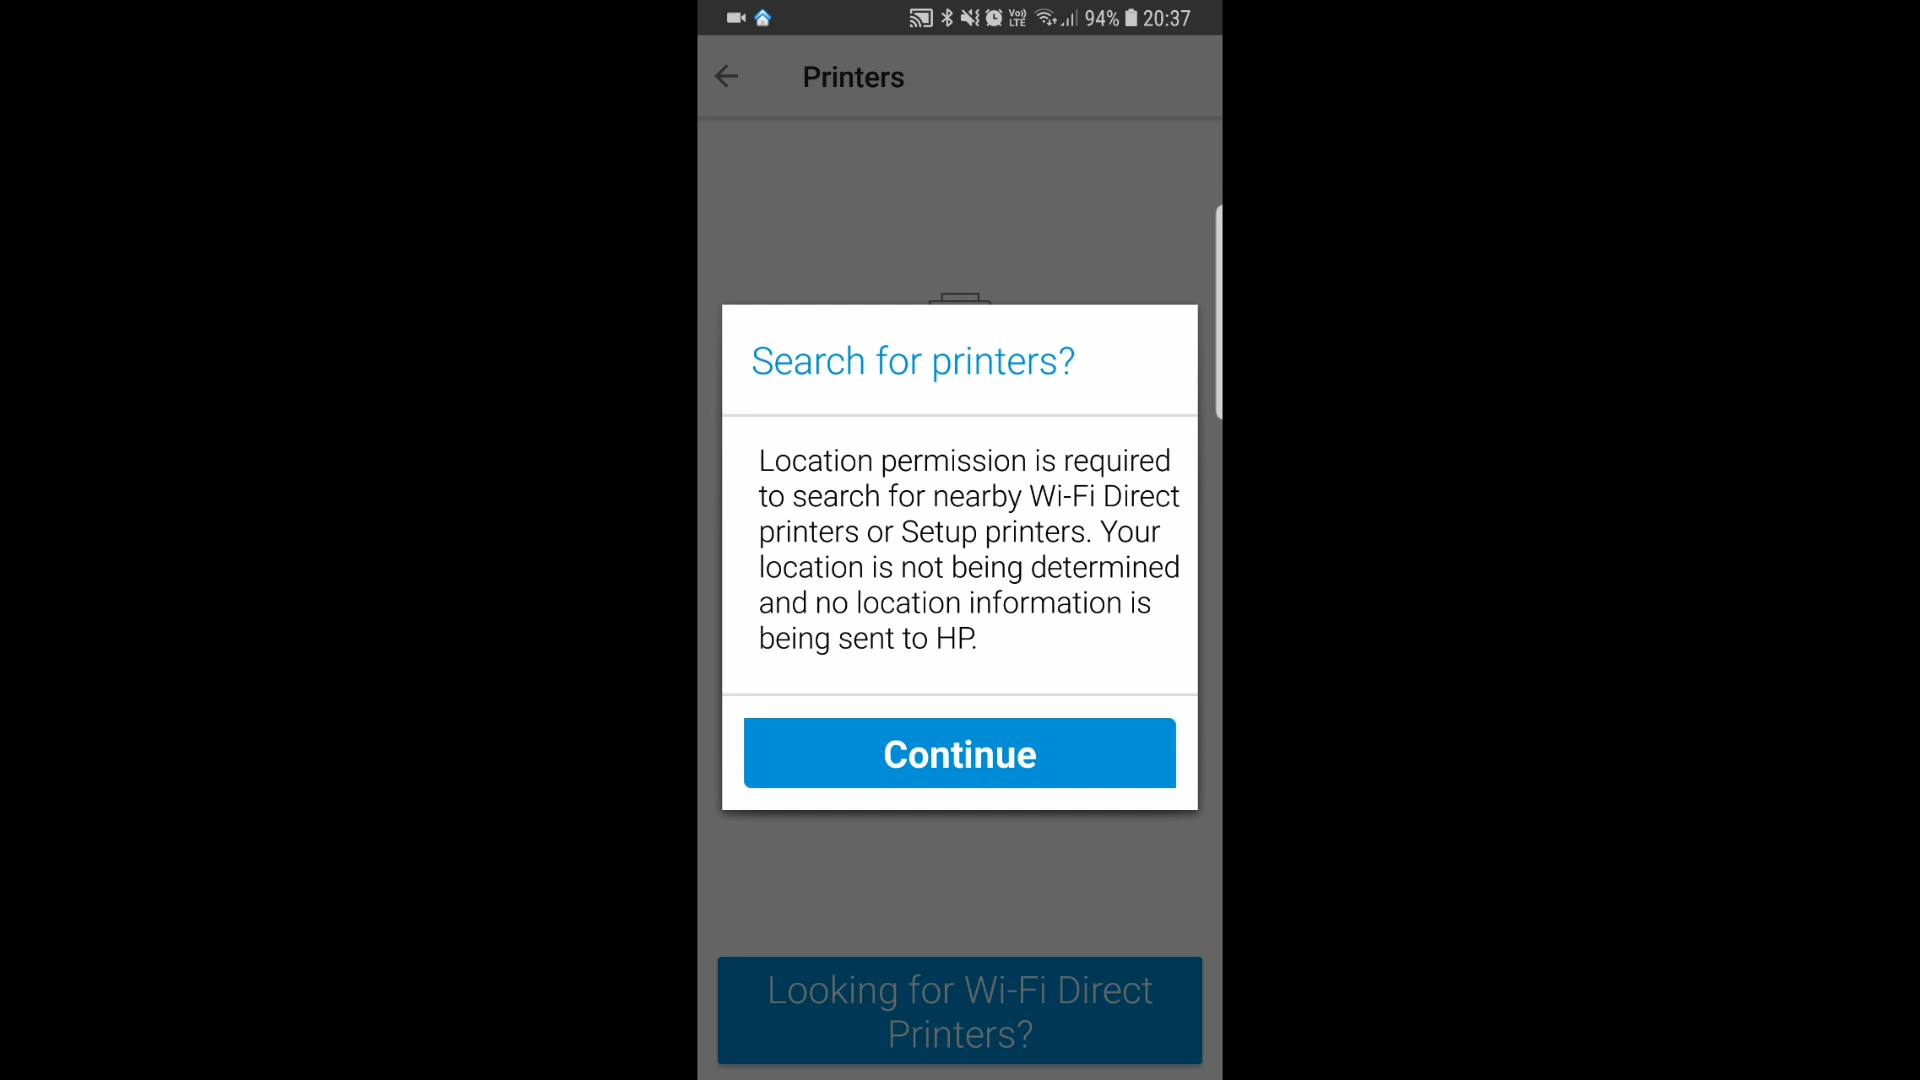 Vo)) LTE 94% 20:37
Printers
Search for printers?
Location permission is required
to search for nearby Wi-Fi Direct
printers or Setup printers. Your
location is not being determined
and no location information is
being sent to HP.
Continue
Looking for Wi-Fi Direct
Printers?